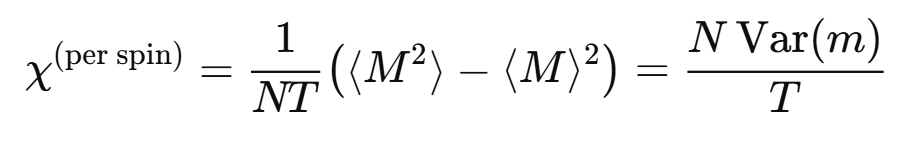 χ^(per spin) = 1/(NT) (⟨M²⟩ − ⟨M⟩²) = N Var(m)/T